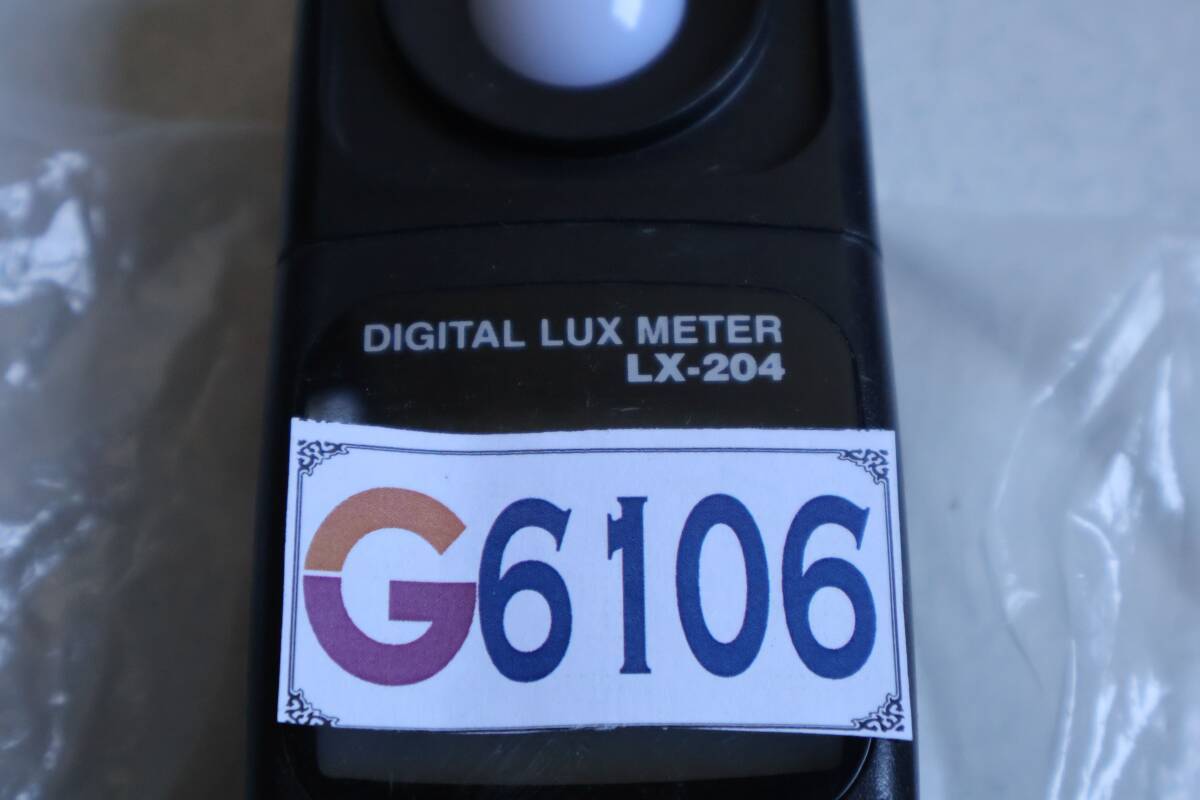 DIGITAL LUX METER
LX-204
G6106